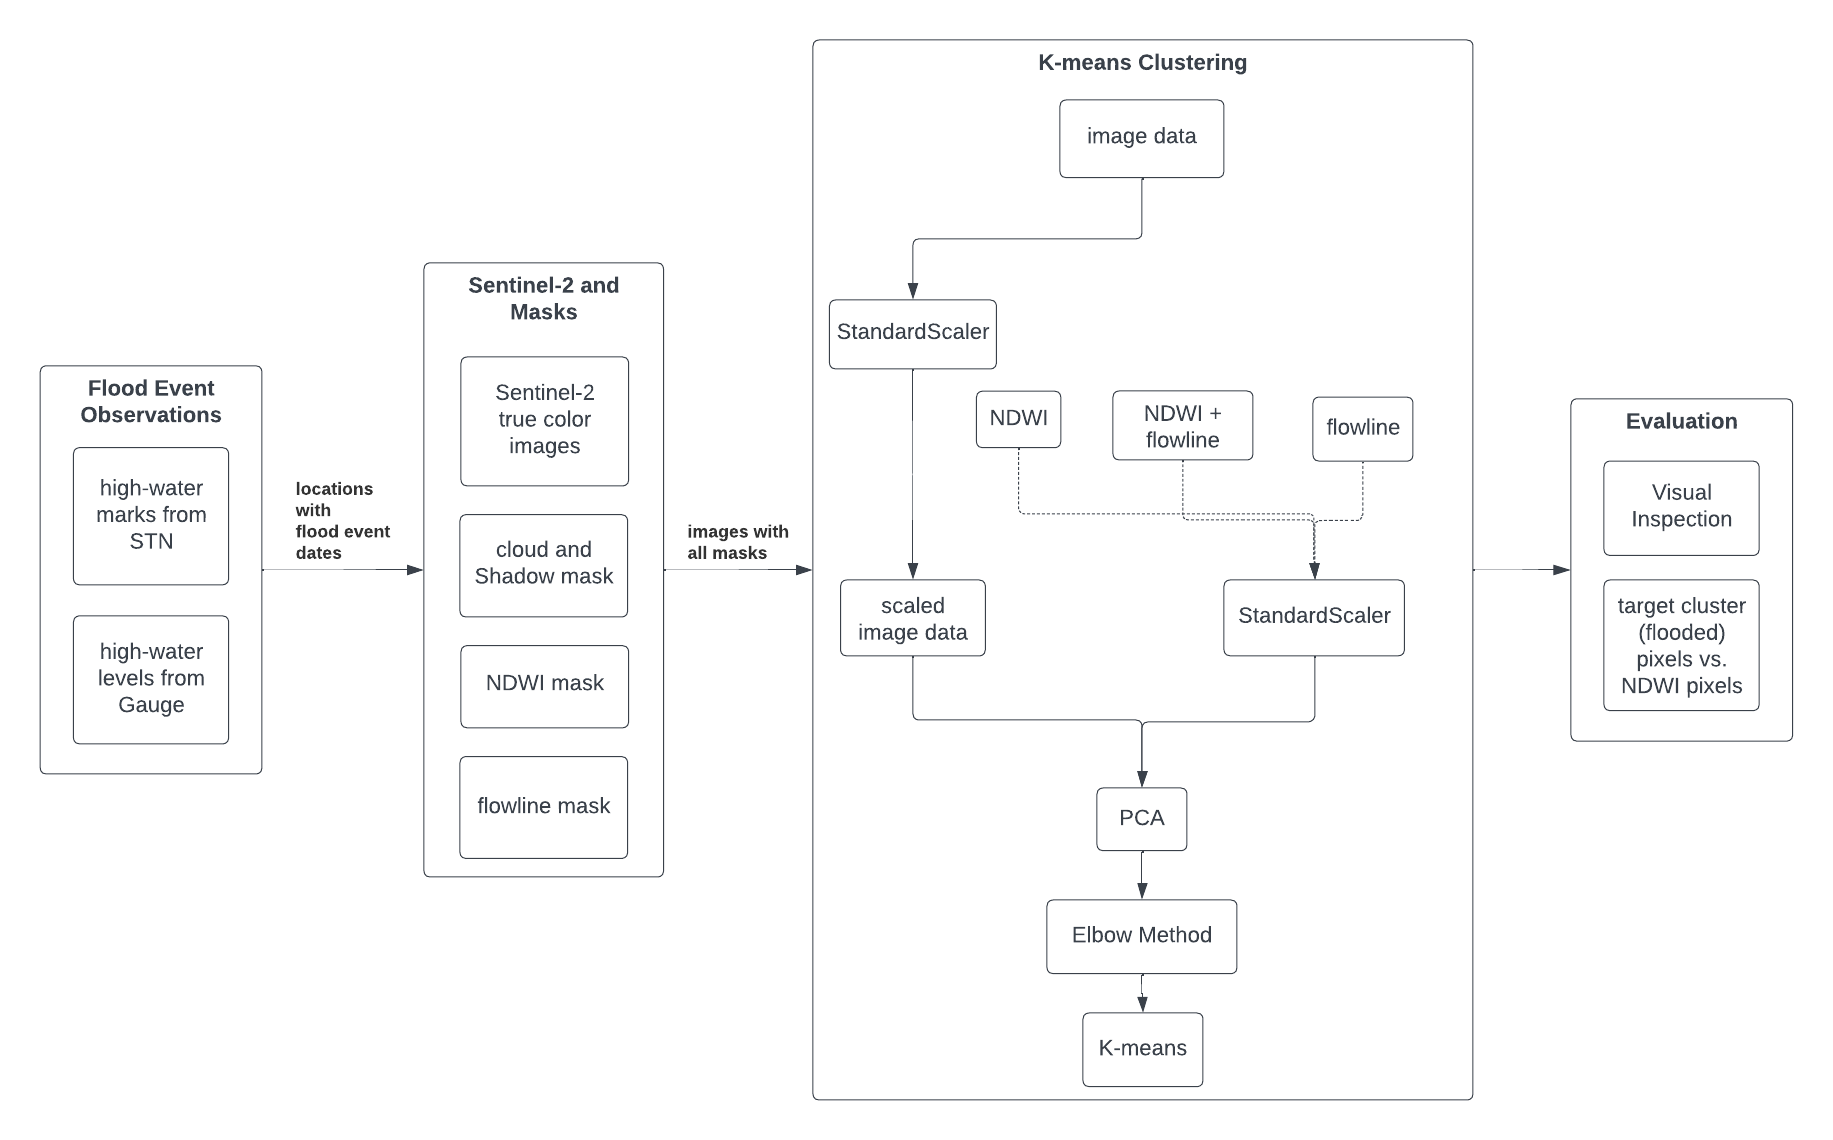 Flood Event
Observations
high-water
marks from
STN
high-water
levels from
Gauge
locations
with
flood event
dates
Sentinel-2 and
Masks
Sentinel-2
true color
images
cloud and
Shadow mask
NDWI mask
flowline mask
images with
all masks
K-means Clustering
image data
StandardScaler
NDWI
NDWI +
flowline
flowline
scaled
image data
StandardScaler
PCA
Elbow Method
K-means
Evaluation
Visual
Inspection
target cluster
(flooded)
pixels vs.
NDWI pixels